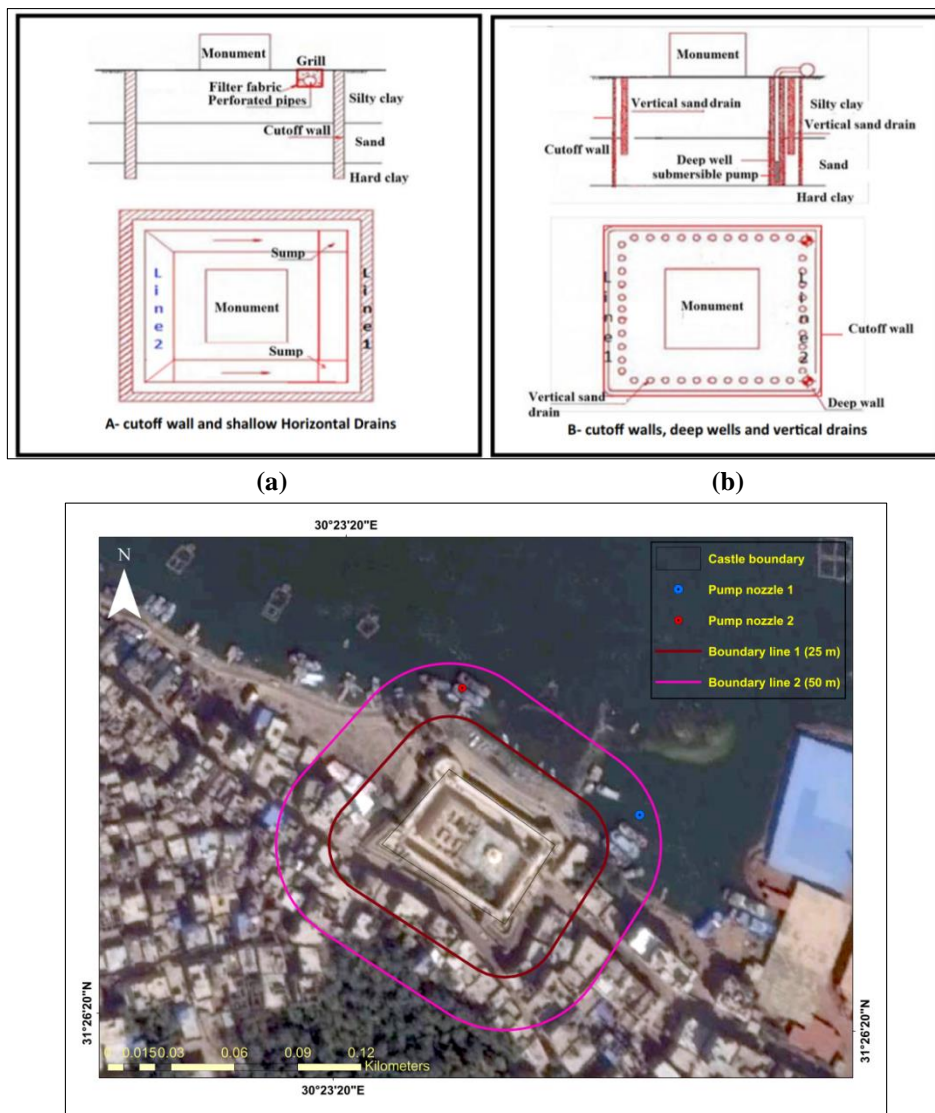 Monument
Grill
Filter fabric
Perforated pipes
Silty clay
Cutoff wall
Sand
Hard clay
Sump
Line2
Monument
Line1
Sump
A- cutoff wall and shallow Horizontal Drains
Monument
Vertical sand drain
Silty clay
Vertical sand drain
Cutoff wall
Deep well
submersible pump
Sand
Hard clay
Line1
Monument
Line2
Cutoff wall
Vertical sand
drain
Deep wall
B- cutoff walls, deep wells and vertical drains
(a)
(b)
30°23'20"E
N
Castle boundary
Pump nozzle 1
Pump nozzle 2
Boundary line 1 (25 m)
Boundary line 2 (50 m)
31°26'20"N
31°26'20"N
0 0.015 0.03 0.06 0.09 0.12
Kilometers
30°23'20"E